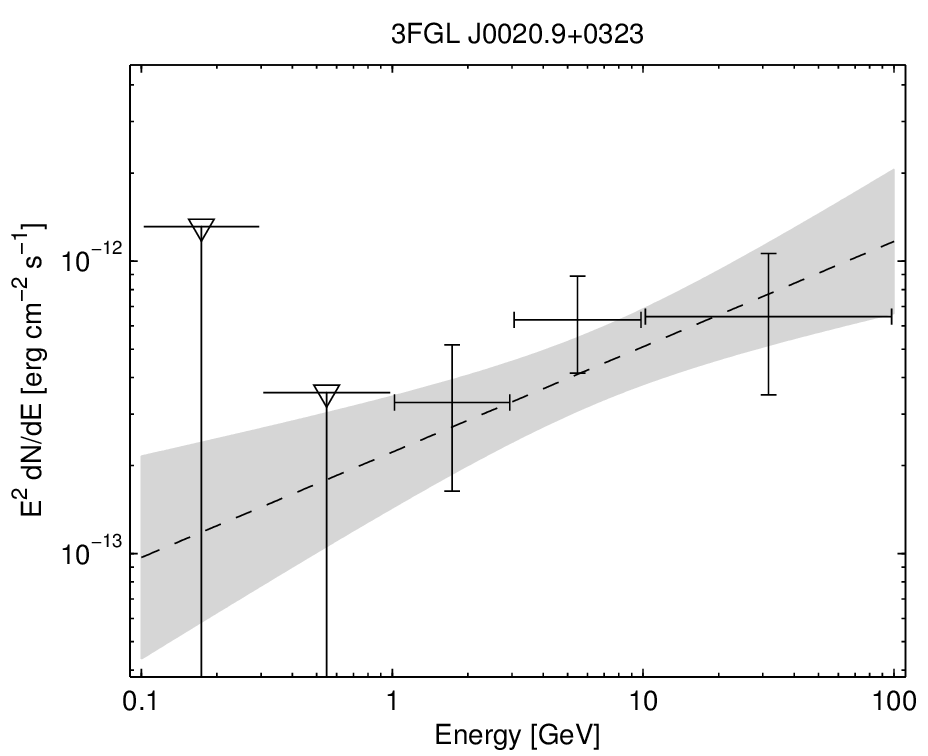 3FGL J0020.9+0323
E² dN/dE [erg cm⁻² s⁻¹]
10⁻¹²
10⁻¹³
0.1 1 10 100
Energy [GeV]